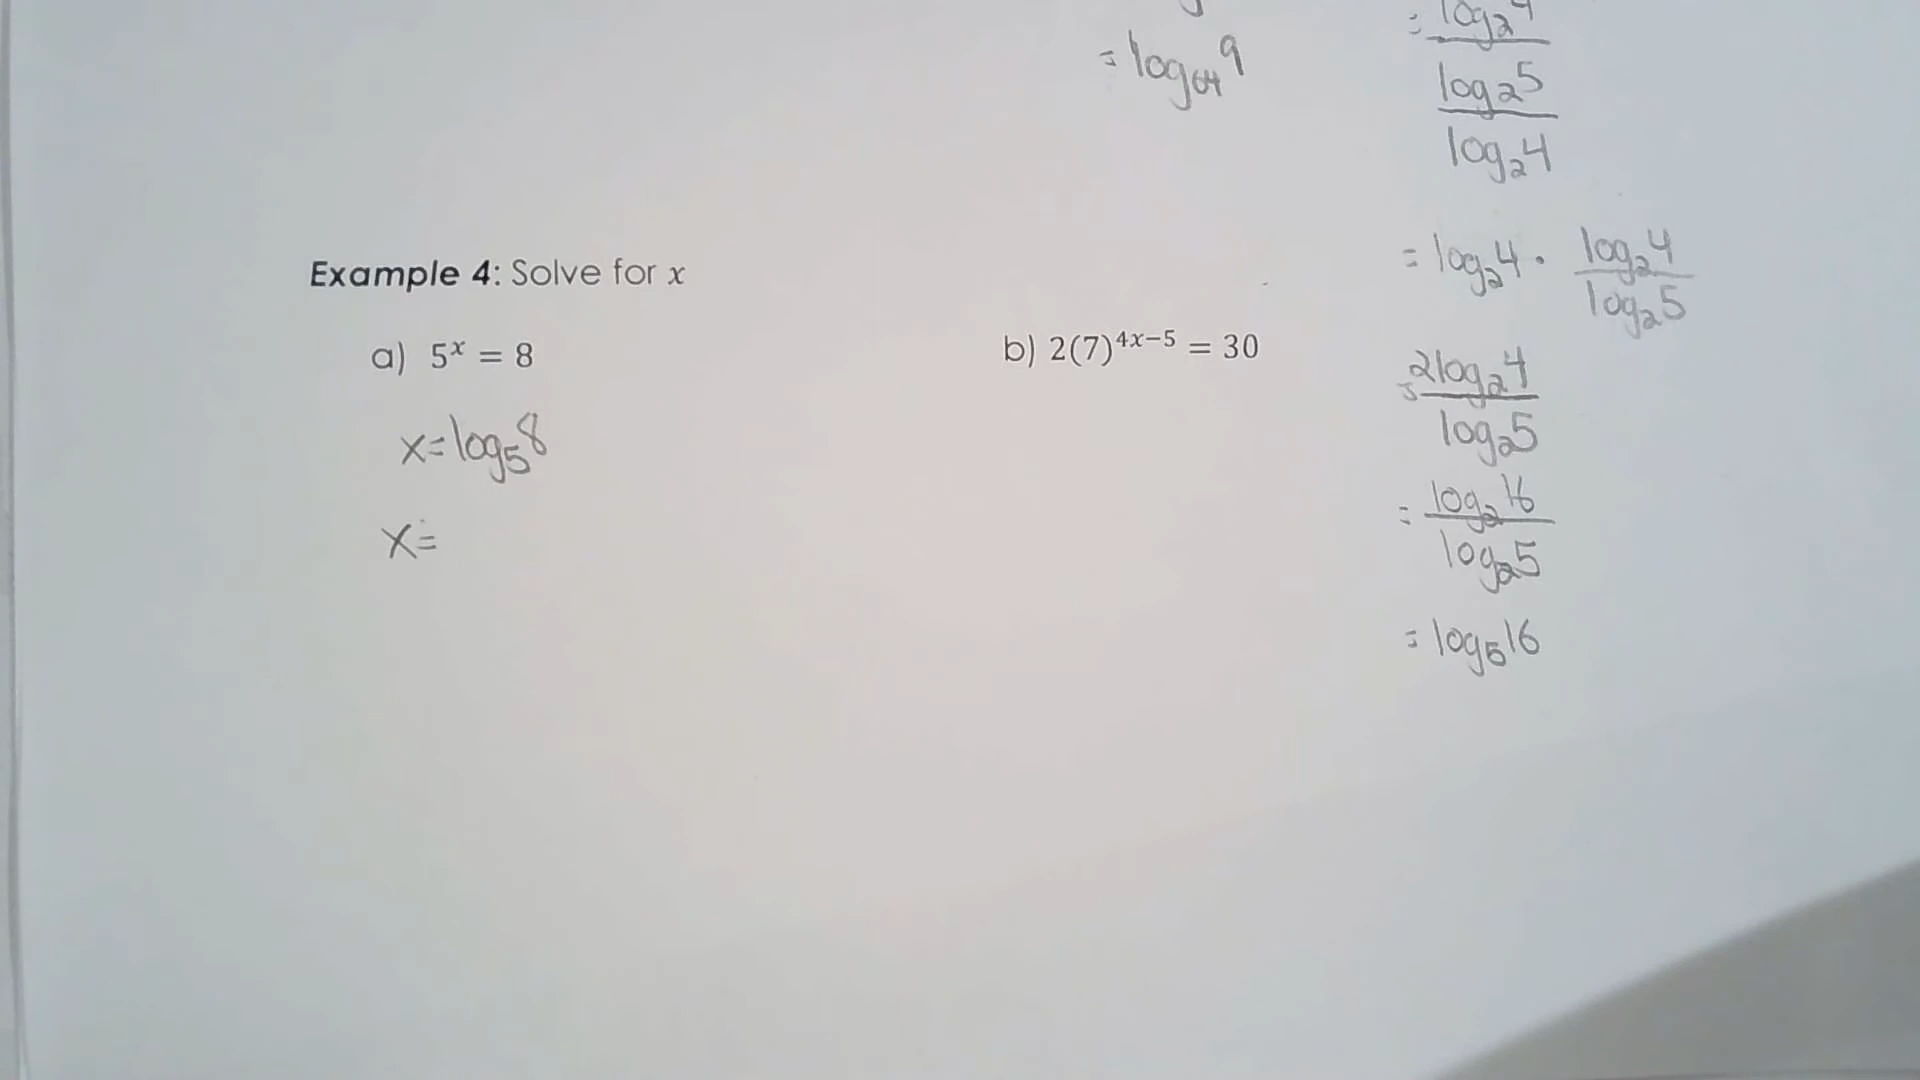 = log₆₄9
= log₂4
log₂5
log₂4
= log₂4 · log₂4
log₂5
Example 4: Solve for x
a) 5ˣ = 8
x = log₅8
x =
b) 2(7)⁴ˣ⁻⁵ = 30
= 2log₂4
log₂5
= log₂16
log₂5
= log₅16